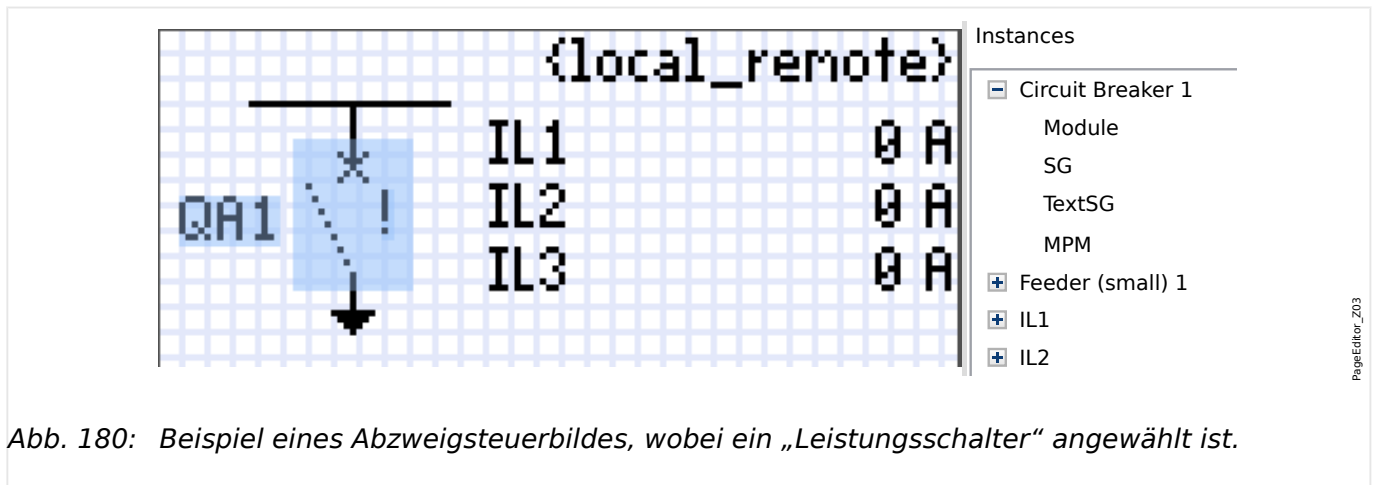 {local_remote}
IL1 0 A
QA1 ! IL2 0 A
IL3 0 A
Instances
Circuit Breaker 1
Module
SG
TextSG
MPM
Feeder (small) 1
IL1
IL2
PageEditor_Z03
Abb. 180: Beispiel eines Abzweigsteuerbildes, wobei ein „Leistungsschalter“ angewählt ist.